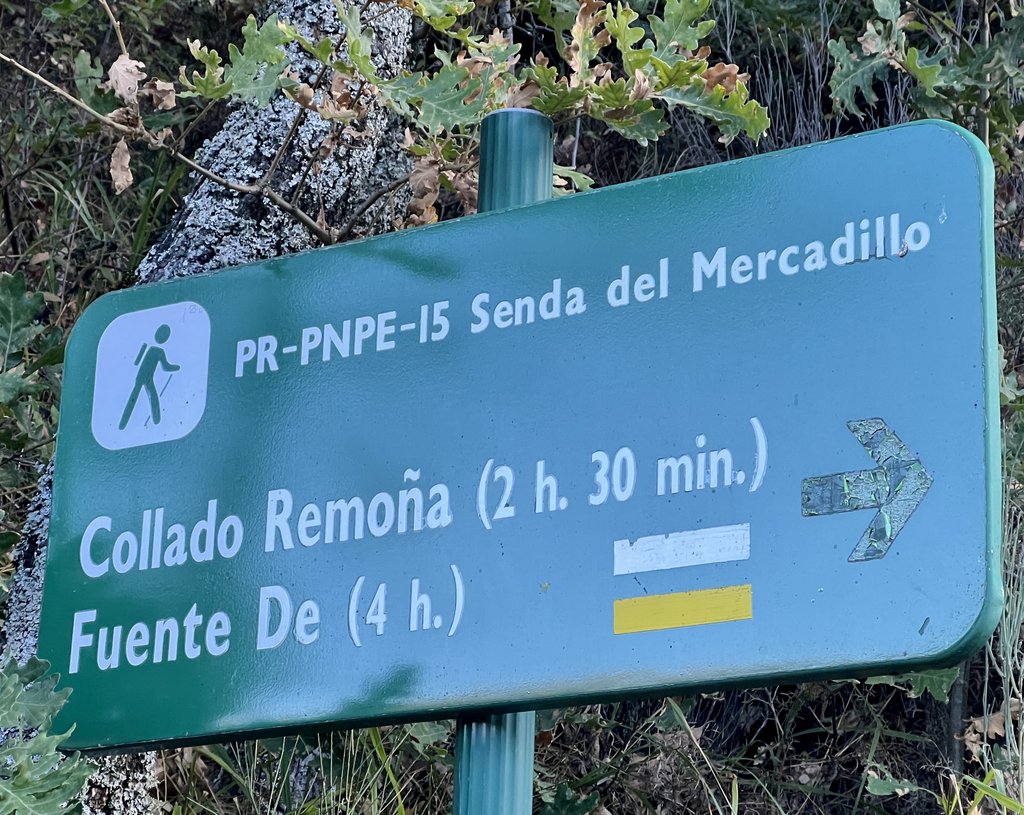 PR-PNPE-15 Senda del Mercadillo
Collado Remoña (2 h. 30 min.)
Fuente De (4 h.)